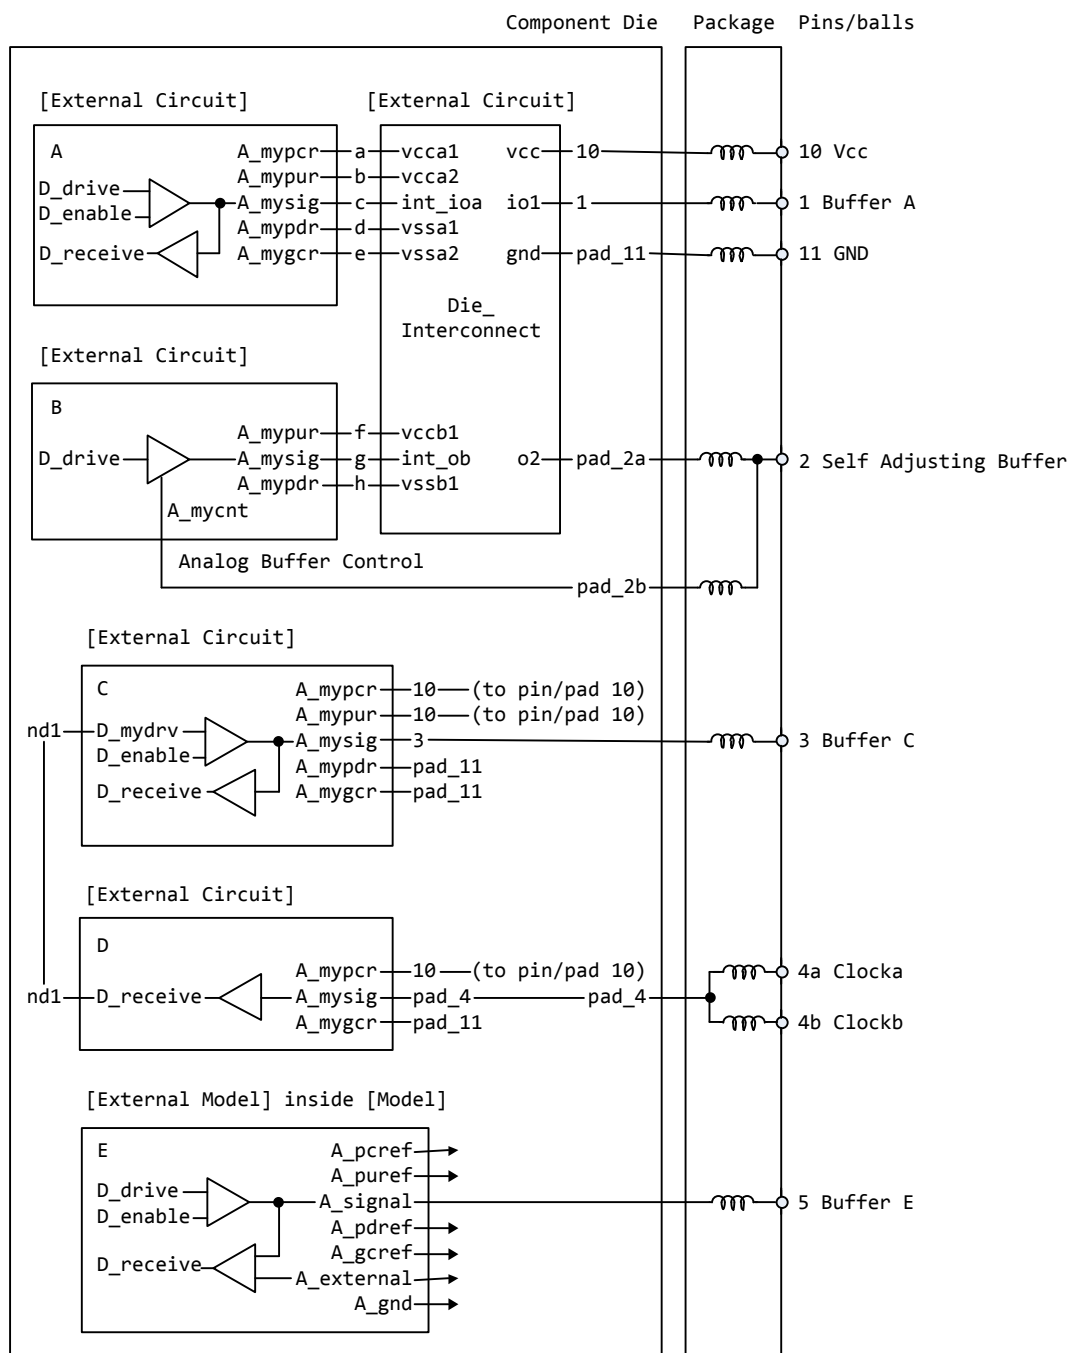 Component Die Package Pins/balls
[External Circuit] [External Circuit]
A A_mypcr a vcca1 vcc 10 10 Vcc
A_mypur b vcca2
D_drive
A_mysig c int_ioa io1 1 1 Buffer A
D_enable
A_mypdr d vssa1
D_receive A_mygcr e vssa2 gnd pad_11 11 GND
Die_
Interconnect
[External Circuit]
B
A_mypur f vccb1
D_drive A_mysig g int_ob o2 pad_2a 2 Self Adjusting Buffer
A_mypdr h vssb1
A_mycnt
Analog Buffer Control
pad_2b
[External Circuit]
C A_mypcr 10 (to pin/pad 10)
A_mypur 10 (to pin/pad 10)
nd1 D_mydrv
A_mysig 3 3 Buffer C
D_enable
A_mypdr pad_11
D_receive A_mygcr pad_11
[External Circuit]
D
A_mypcr 10 (to pin/pad 10) 4a Clocka
nd1 D_receive A_mysig pad_4 pad_4
A_mygcr pad_11 4b Clockb
[External Model] inside [Model]
E A_pcref
A_puref
D_drive
A_signal 5 Buffer E
D_enable
A_pdref
A_gcref
D_receive
A_external
A_gnd